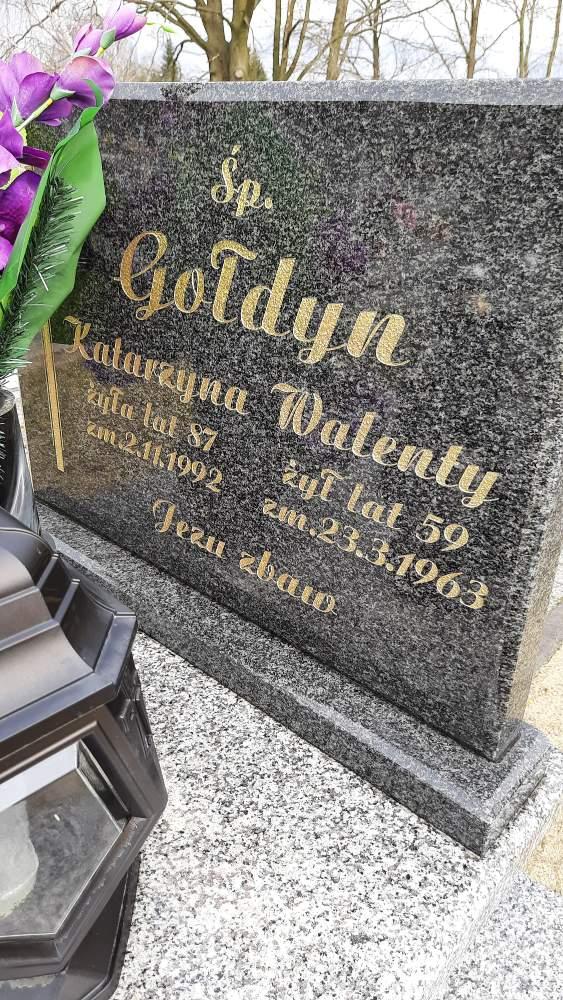 Śp.
Gołdyn
Katarzyna Walenty
żyła lat 87 żył lat 59
zm.2.11.1992 zm.23.3.1963
Jezu zbaw